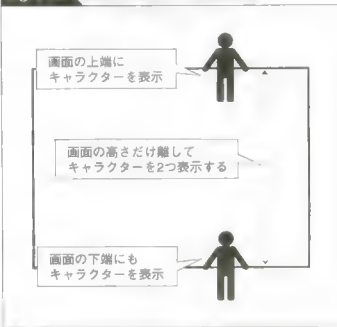 画面の上端に
キャラクターを表示
画面の高さだけ離して
キャラクターを2つ表示する
画面の下端にも
キャラクターを表示